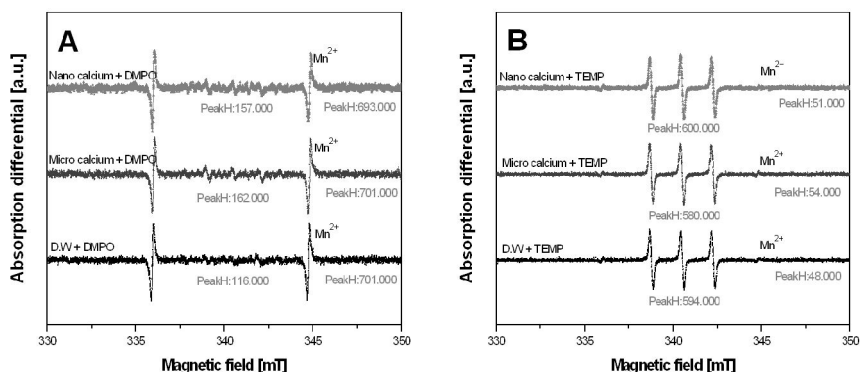 A
Mn2+
Nano calcium + DMPO
PeakH:157.000
PeakH:693.000
Mn2+
Micro calcium + DMPO
PeakH:162.000
PeakH:701.000
Mn2+
D.W + DMPO
PeakH:116.000
PeakH:701.000
330
335
340
345
350
Magnetic field [mT]
Absorption differential [a.u.]
B
Nano calcium + TEMP
Mn2−
PeakH:51.000
PeakH:600.000
Micro calcium + TEMP
Mn2+
PeakH:54.000
PeakH:580.000
D.W + TEMP
Mn2+
PeakH:48.000
PeakH:594.000
330
335
340
345
350
Magnetic field [mT]
Absorption differential [a.u.]